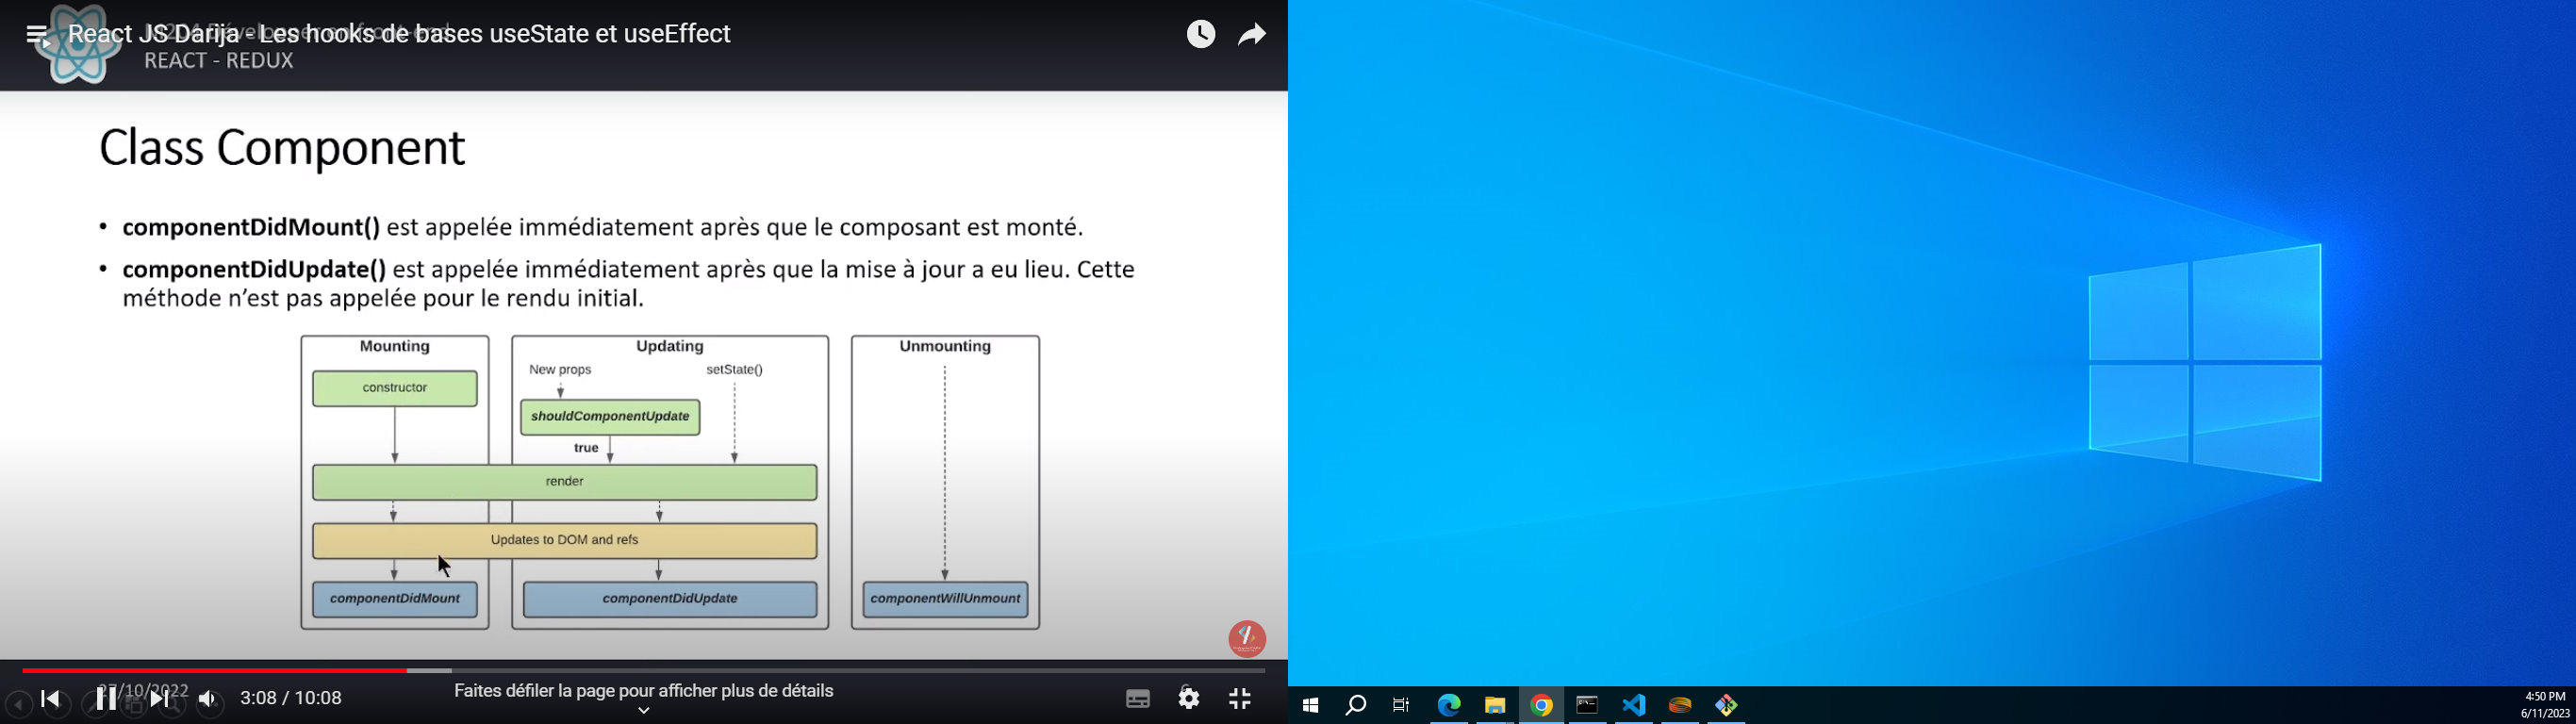 React JS Darija - Les hooks de bases useState et useEffect
REACT - REDUX
Class Component
• componentDidMount() est appelée immédiatement après que le composant est monté.
• componentDidUpdate() est appelée immédiatement après que la mise à jour a eu lieu. Cette
méthode n’est pas appelée pour le rendu initial.
Mounting
Updating
Unmounting
New props
setState()
constructor
shouldComponentUpdate
true
render
Updates to DOM and refs
componentDidMount
componentDidUpdate
componentWillUnmount
27/10/2022
3:08 / 10:08
Faites défiler la page pour afficher plus de détails
4:50 PM
6/11/2023